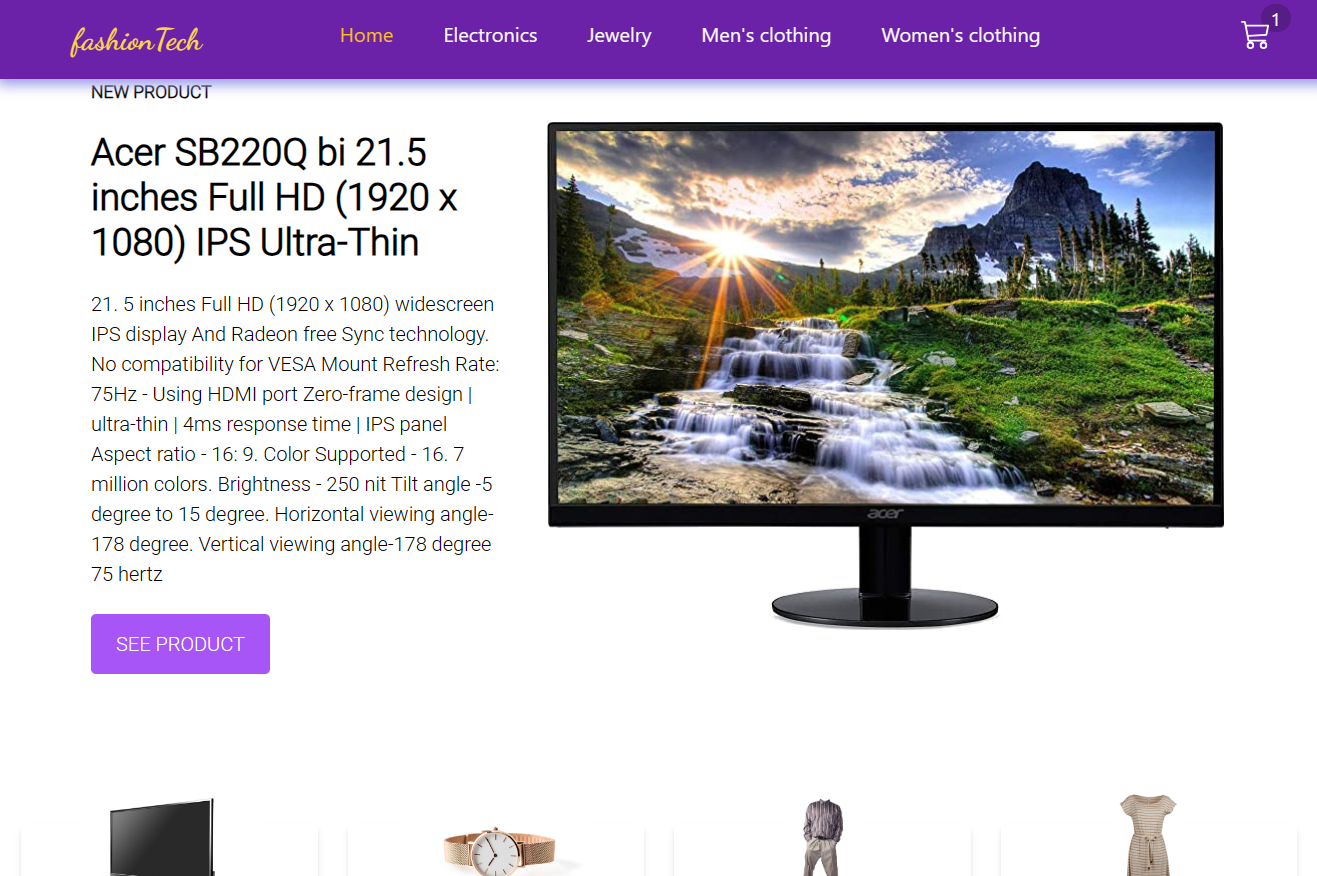 fashionTech
Home
Electronics
Jewelry
Men's clothing
Women's clothing
1
NEW PRODUCT
Acer SB220Q bi 21.5
inches Full HD (1920 x
1080) IPS Ultra-Thin
21. 5 inches Full HD (1920 x 1080) widescreen
IPS display And Radeon free Sync technology.
No compatibility for VESA Mount Refresh Rate:
75Hz - Using HDMI port Zero-frame design |
ultra-thin | 4ms response time | IPS panel
Aspect ratio - 16: 9. Color Supported - 16. 7
million colors. Brightness - 250 nit Tilt angle -5
degree to 15 degree. Horizontal viewing angle-
178 degree. Vertical viewing angle-178 degree
75 hertz
SEE PRODUCT
acer